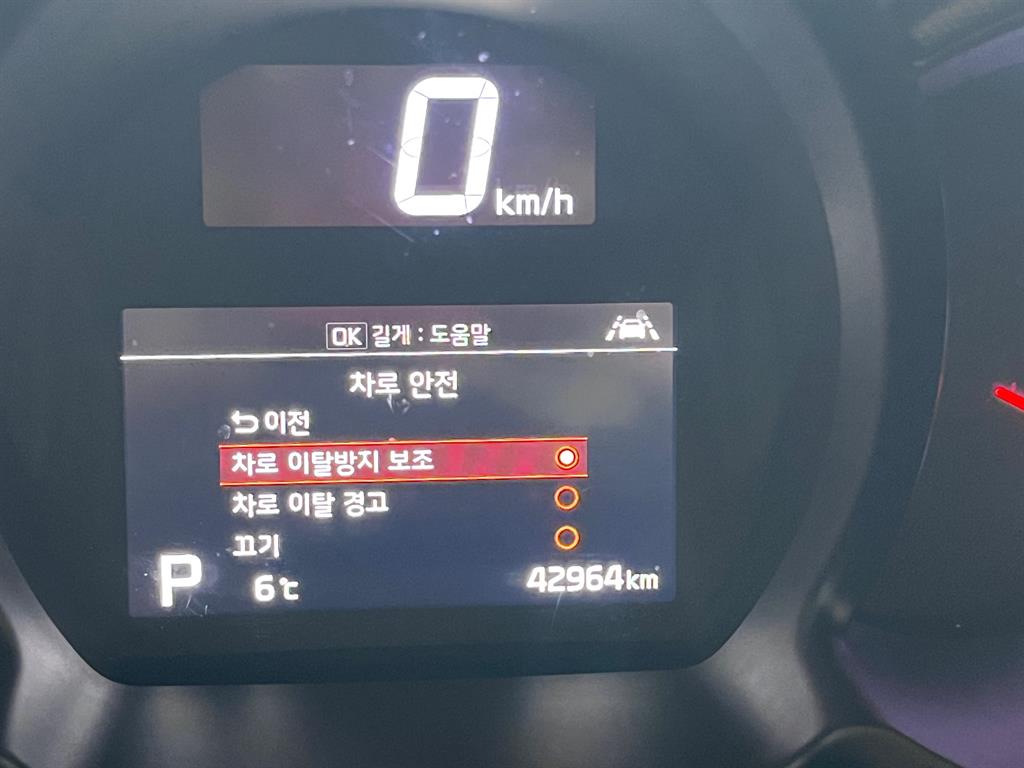 0 km/h
OK 길게 : 도움말
차로 안전
이전
차로 이탈방지 보조
차로 이탈 경고
끄기
P 6℃ 42964km